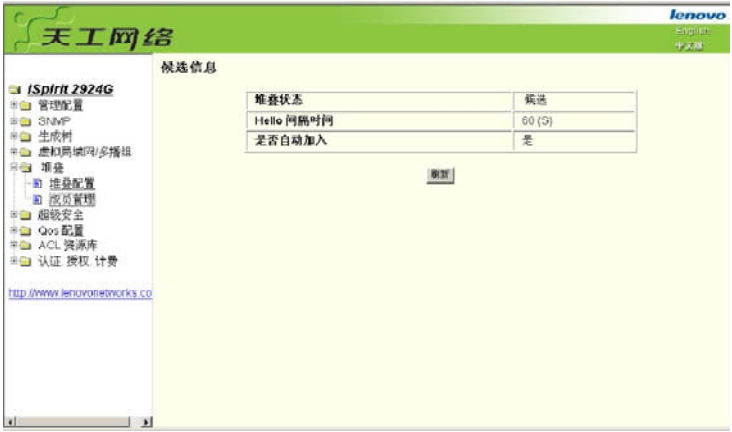 lenovo
天工网络
English
中文版
候选信息
iSpirit 2924G
管理配置
SNMP
生成树
虚拟局域网/多播组
堆叠
堆叠配置
成员管理
超级安全
Qos 配置
ACL 资源库
认证 授权 计费
http://www.lenovonetworks.co
堆叠状态 候选
Hello 间隔时间 60 (S)
是否自动加入 是
刷新